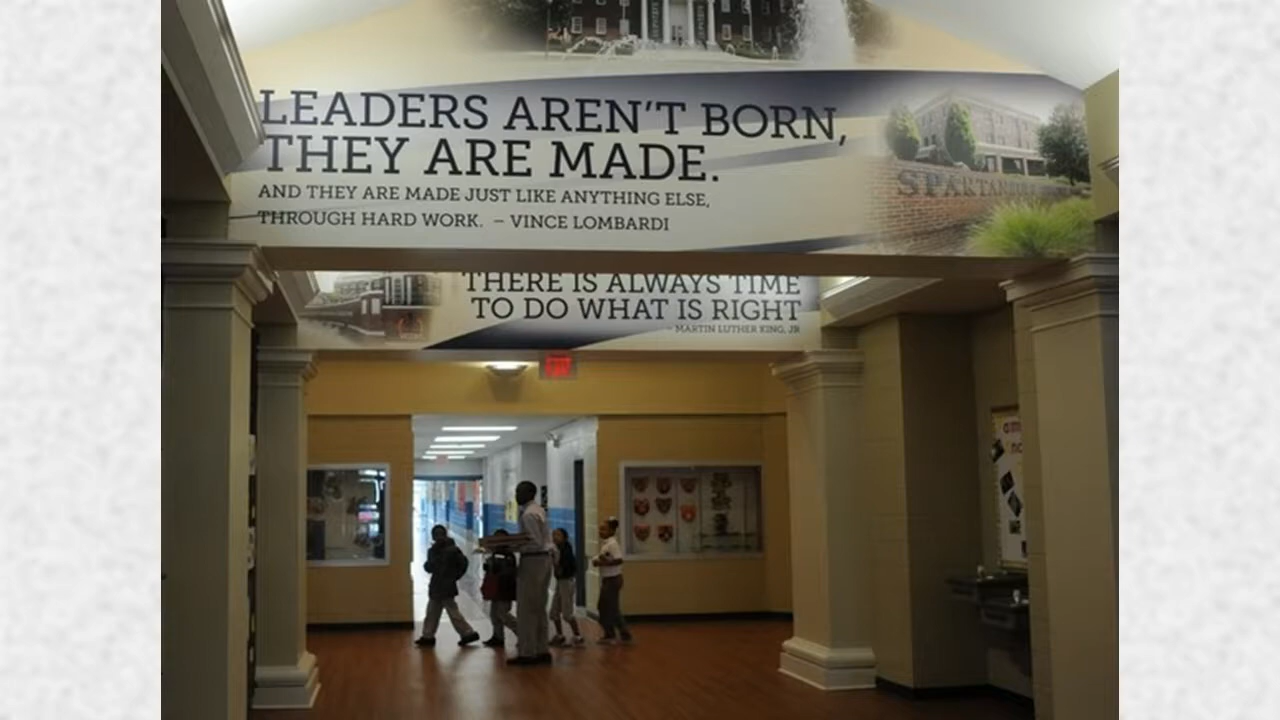 LEADERS AREN'T BORN,
THEY ARE MADE.
AND THEY ARE MADE JUST LIKE ANYTHING ELSE,
THROUGH HARD WORK. – VINCE LOMBARDI
THERE IS ALWAYS TIME
TO DO WHAT IS RIGHT
- MARTIN LUTHER KING, JR
EXIT